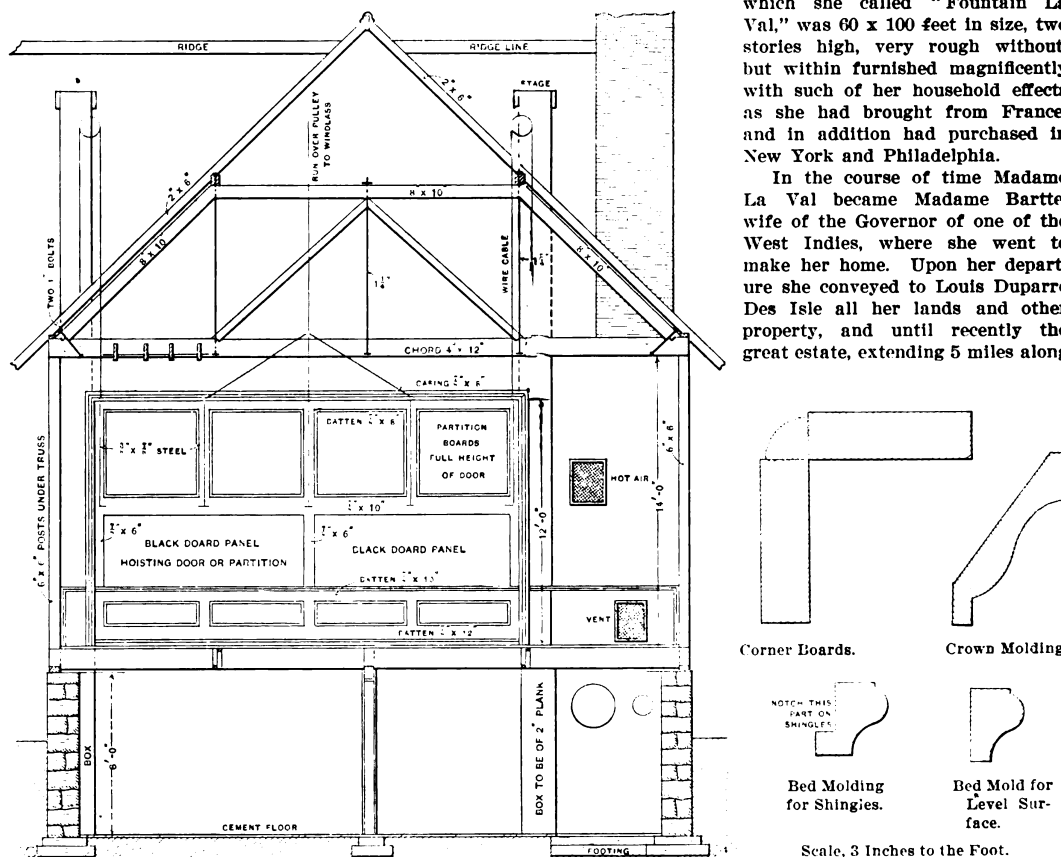 which she called "Fountain La
Val," was 60 x 100 feet in size, two
stories high, very rough without,
but within furnished magnificently
with such of her household effects
as she had brought from France,
and in addition had purchased in
New York and Philadelphia.
In the course of time Madame
La Val became Madame Bartte,
wife of the Governor of one of the
West Indies, where she went to
make her home. Upon her depart-
ure she conveyed to Louis Duparre
Des Isle all her lands and other
property, and until recently the
great estate, extending 5 miles along
RIDGE
RIDGE LINE
STAGE
2" x 6"
RUN OVER PULLEY
TO WINDLASS
2" x 6"
8" x 10"
8" x 10"
8" x 10"
TWO 1" BOLTS
WIRE CABLE
CHORD 4" x 12"
CASING x 8"
BATTEN x 8"
STEEL
PARTITION
BOARDS
FULL HEIGHT
OF DOOR
6" x 6" POSTS UNDER TRUSS
6" x 6"
14'-0"
12'-0"
HOT AIR
x 10"
x 6"
x 6"
BLACK BOARD PANEL
HOISTING DOOR OR PARTITION
BLACK BOARD PANEL
BATTEN x 10"
VENT
BATTEN x 12"
BOX
8'-0"
BOX TO BE OF 2" PLANK
CEMENT FLOOR
FOOTING
Corner Boards.
Crown Molding
NOTCH THIS
PART ON
SHINGLES
Bed Molding
for Shingles.
Bed Mold for
Level Sur-
face.
Scale, 3 Inches to the Foot.